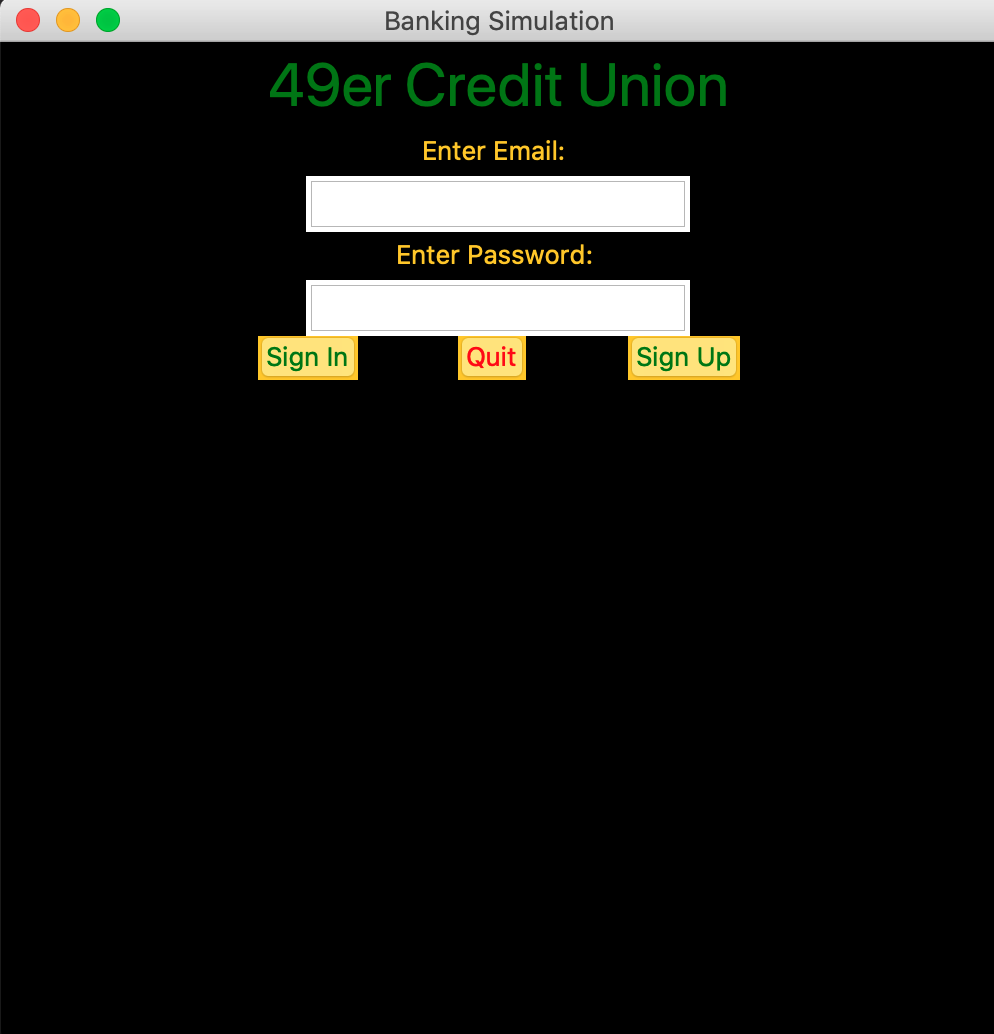 Banking Simulation
49er Credit Union
Enter Email:
Enter Password:
Sign In Quit Sign Up